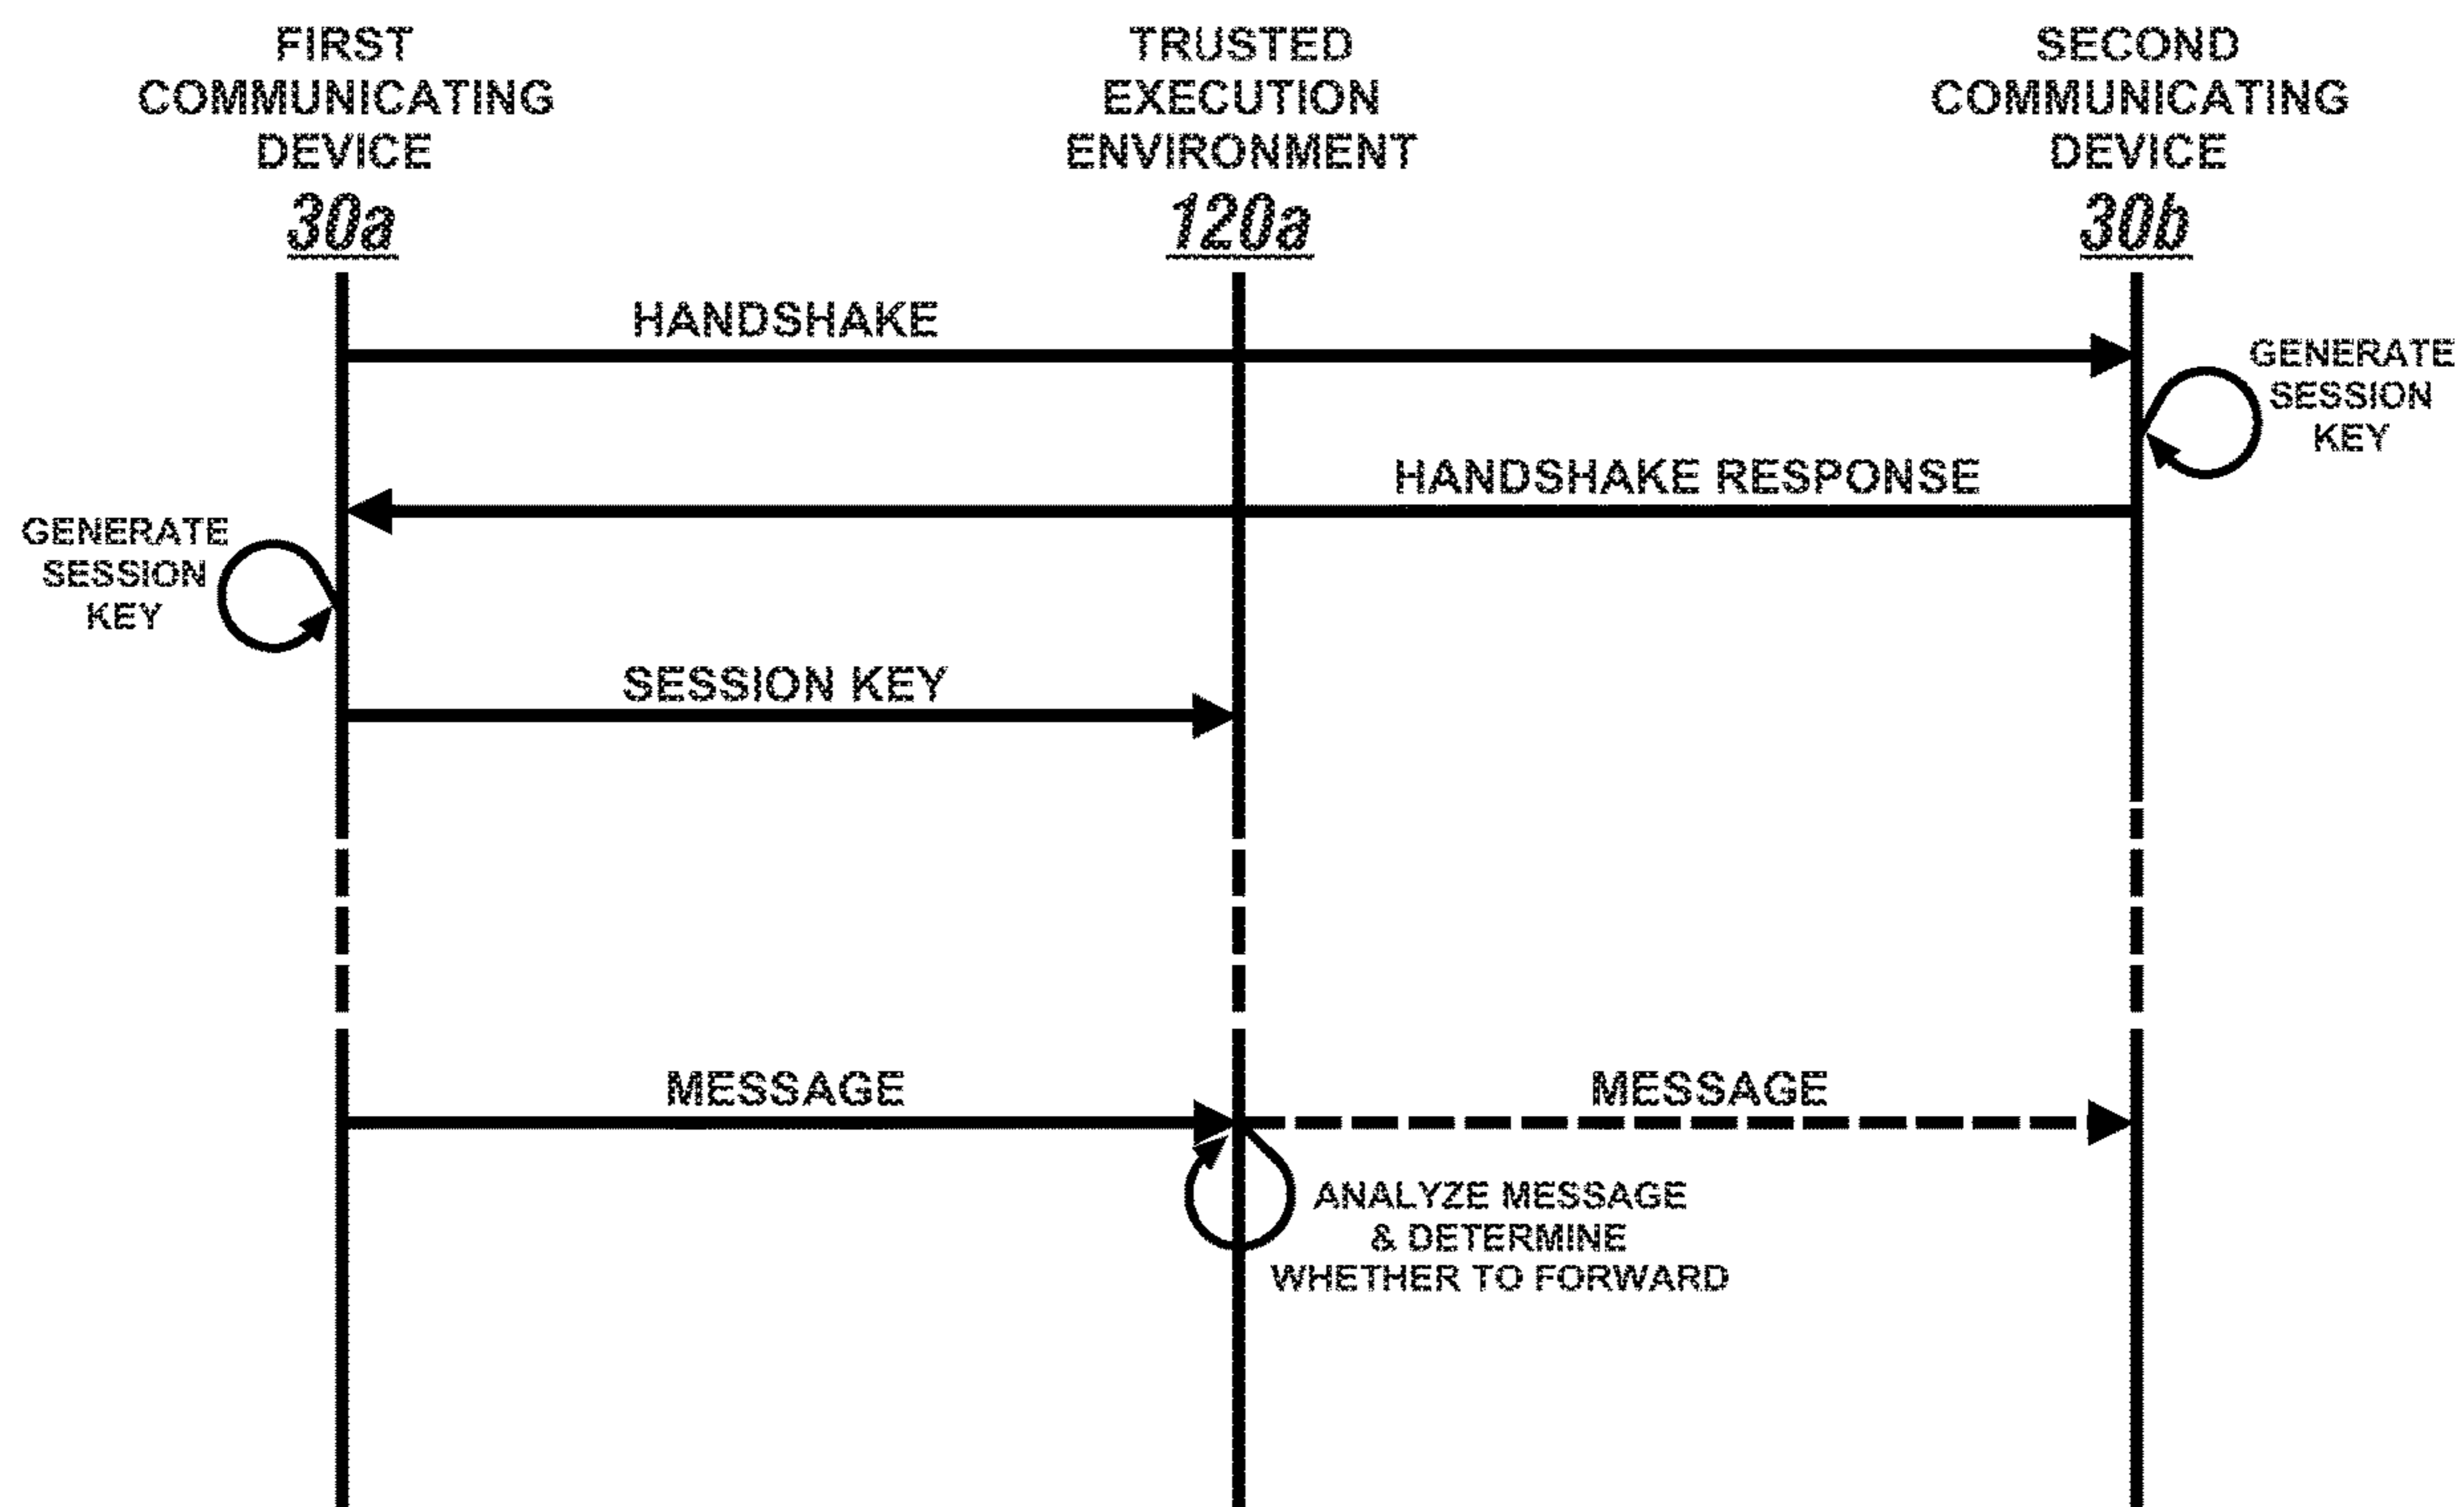 FIRST
COMMUNICATING
DEVICE
30a
TRUSTED
EXECUTION
ENVIRONMENT
120a
SECOND
COMMUNICATING
DEVICE
30b
HANDSHAKE
GENERATE
SESSION
KEY
HANDSHAKE RESPONSE
GENERATE
SESSION
KEY
SESSION KEY
MESSAGE
MESSAGE
ANALYZE MESSAGE
& DETERMINE
WHETHER TO FORWARD